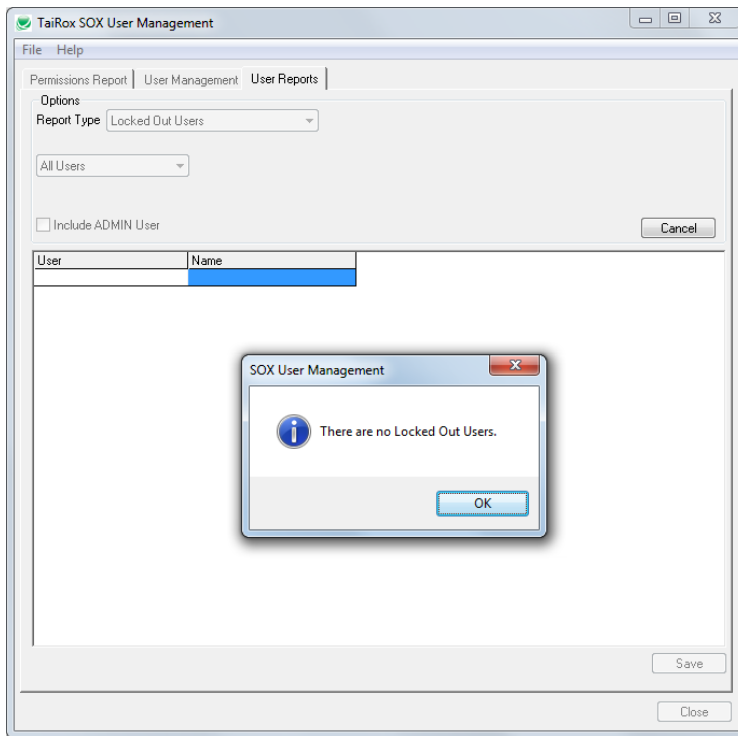 TaiRox SOX User Management
File Help
Permissions Report User Management User Reports
Options
Report Type Locked Out Users
All Users
Include ADMIN User
Cancel
User Name
SOX User Management
There are no Locked Out Users.
OK
Save
Close